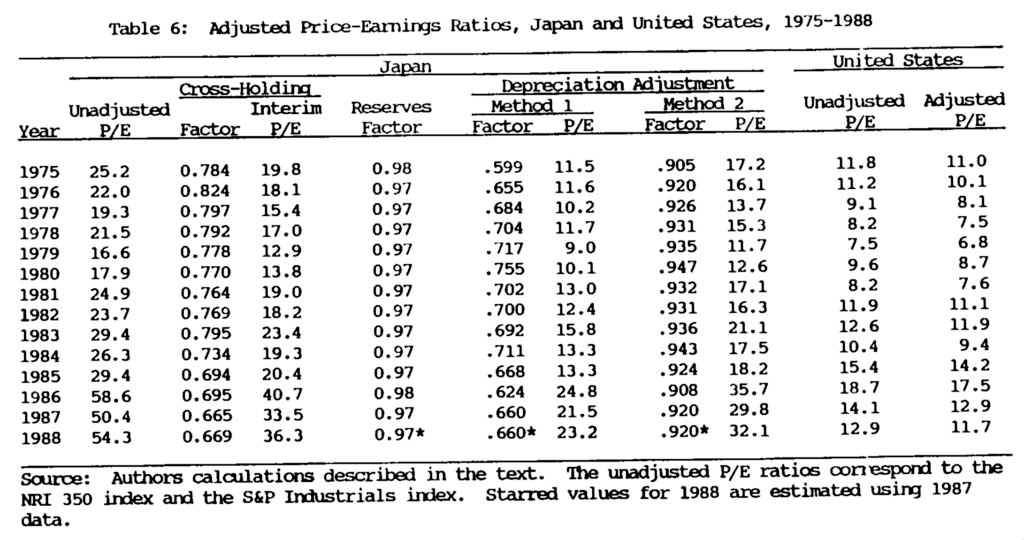 Table 6: Adjusted Price-Earnings Ratios, Japan and United States, 1975-1988
Japan United States
Cross-Holding Depreciation Adjustment
Unadjusted Interim Reserves Method 1 Method 2 Unadjusted Adjusted
Year P/E Factor P/E Factor Factor P/E Factor P/E P/E P/E
1975 25.2 0.784 19.8 0.98 .599 11.5 .905 17.2 11.8 11.0
1976 22.0 0.824 18.1 0.97 .655 11.6 .920 16.1 11.2 10.1
1977 19.3 0.797 15.4 0.97 .684 10.2 .926 13.7 9.1 8.1
1978 21.5 0.792 17.0 0.97 .704 11.7 .931 15.3 8.2 7.5
1979 16.6 0.778 12.9 0.97 .717 9.0 .935 11.7 7.5 6.8
1980 17.9 0.770 13.8 0.97 .755 10.1 .947 12.6 9.6 8.7
1981 24.9 0.764 19.0 0.97 .702 13.0 .932 17.1 8.2 7.6
1982 23.7 0.769 18.2 0.97 .700 12.4 .931 16.3 11.9 11.1
1983 29.4 0.795 23.4 0.97 .692 15.8 .936 21.1 12.6 11.9
1984 26.3 0.734 19.3 0.97 .711 13.3 .943 17.5 10.4 9.4
1985 29.4 0.694 20.4 0.97 .668 13.3 .924 18.2 15.4 14.2
1986 58.6 0.695 40.7 0.98 .624 24.8 .908 35.7 18.7 17.5
1987 50.4 0.665 33.5 0.97 .660 21.5 .920 29.8 14.1 12.9
1988 54.3 0.669 36.3 0.97* .660* 23.2 .920* 32.1 12.9 11.7
Source: Authors calculations described in the text. The unadjusted P/E ratios correspond to the
NRI 350 index and the S&P Industrials index. Starred values for 1988 are estimated using 1987
data.